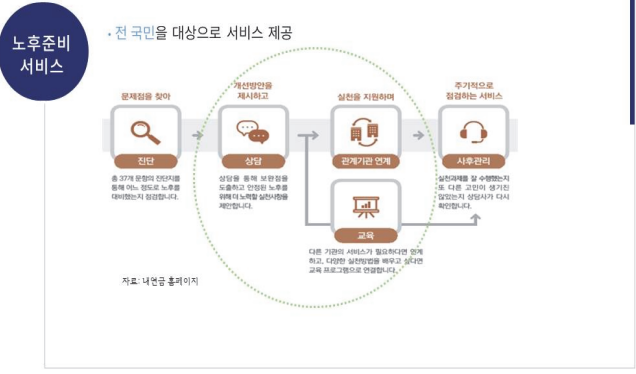 노후준비
서비스
· 전 국민을 대상으로 서비스 제공
문제점을 찾아
개선방안을
제시하고
실천을 지원하며
주기적으로
점검하는 서비스
진단
상담
관계기관 연계
사후관리
총 37개 문항의 진단지를
통해 어느 정도로 노후를
대비했는지 점검합니다.
상담을 통해 보완점을
도출하고 안정된 노후를
위해 더 노력할 실천사항을
제안합니다.
실천과제를 잘 수행했는지
또 다른 고민이 생기진
않았는지 상담사가 다시
확인합니다.
교육
다른 기관의 서비스가 필요하다면 연계
하고, 다양한 실천방법을 배우고 싶다면
교육 프로그램으로 연결합니다.
자료: 내연금 홈페이지